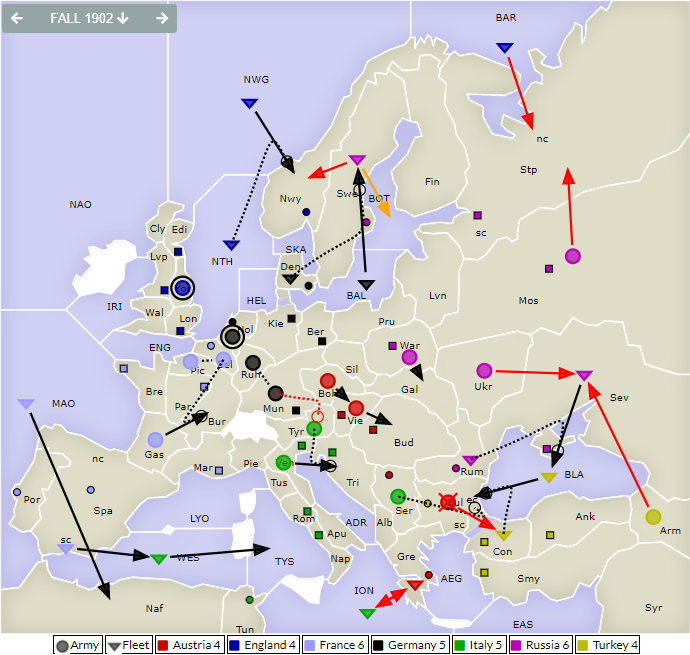 FALL 1902
BAR
NWG
nc
Stp
NAO
Fin
Nwy
Swe
BOT
Cly Edi
sc
Lvp
NTH
SKA
Den
Mos
IRI
HEL
BAL
Lvn
Wal
Lon
Kie
Ber
Pru
ENG
Hol
War
Pic
Bel
Ruh
Sil
Gal
Ukr
MAO
Bre
Par
Mun
Boh
Sev
Bur
Vie
Bud
Gas
Tyr
nc
Mar
Pie
Ven
Tus
Tri
Rum
BLA
Por
Spa
LYO
Rom
ADR
Alb
Ser
Bul ec
Ank
Arm
Apu
sc
Con
sc
WES
TYS
Nap
Gre
AEG
Smy
Naf
Tun
ION
EAS
Syr
Army Fleet Austria 4 England 4 France 6 Germany 5 Italy 5 Russia 6 Turkey 4